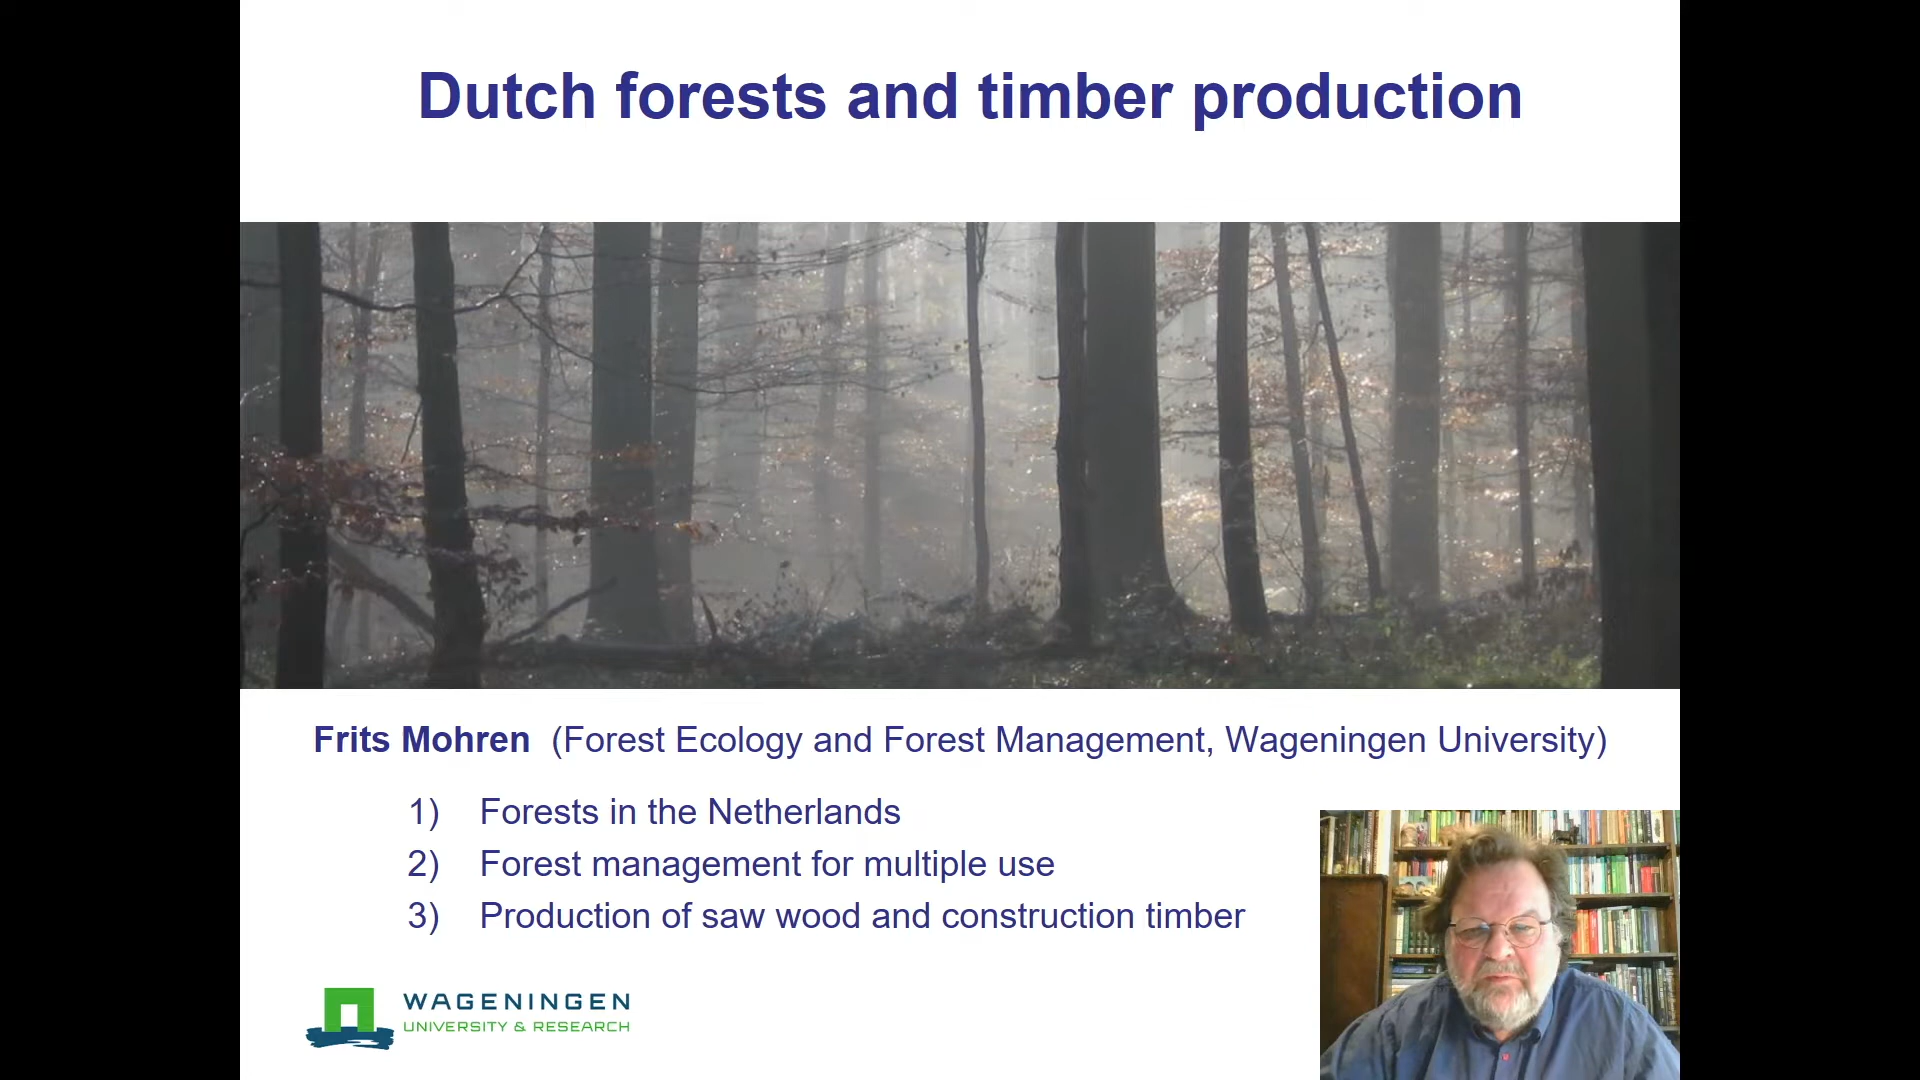 Dutch forests and timber production
Frits Mohren (Forest Ecology and Forest Management, Wageningen University)
1) Forests in the Netherlands
2) Forest management for multiple use
3) Production of saw wood and construction timber
WAGENINGEN
UNIVERSITY & RESEARCH